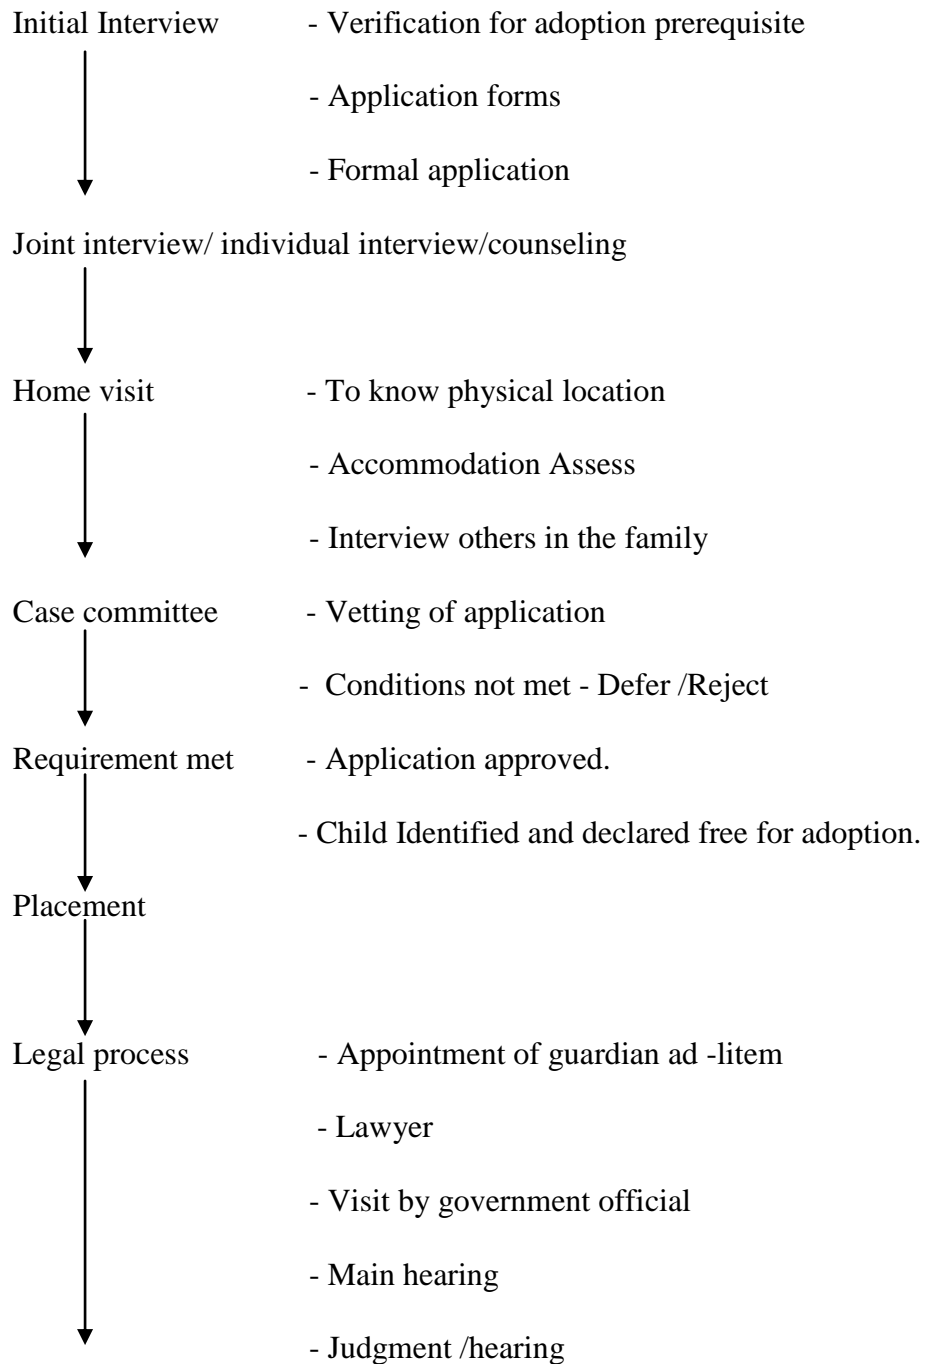 Initial Interview - Verification for adoption prerequisite
- Application forms
- Formal application
Joint interview/ individual interview/counseling
Home visit - To know physical location
- Accommodation Assess
- Interview others in the family
Case committee - Vetting of application
- Conditions not met - Defer /Reject
Requirement met - Application approved.
- Child Identified and declared free for adoption.
Placement
Legal process - Appointment of guardian ad -litem
- Lawyer
- Visit by government official
- Main hearing
- Judgment /hearing